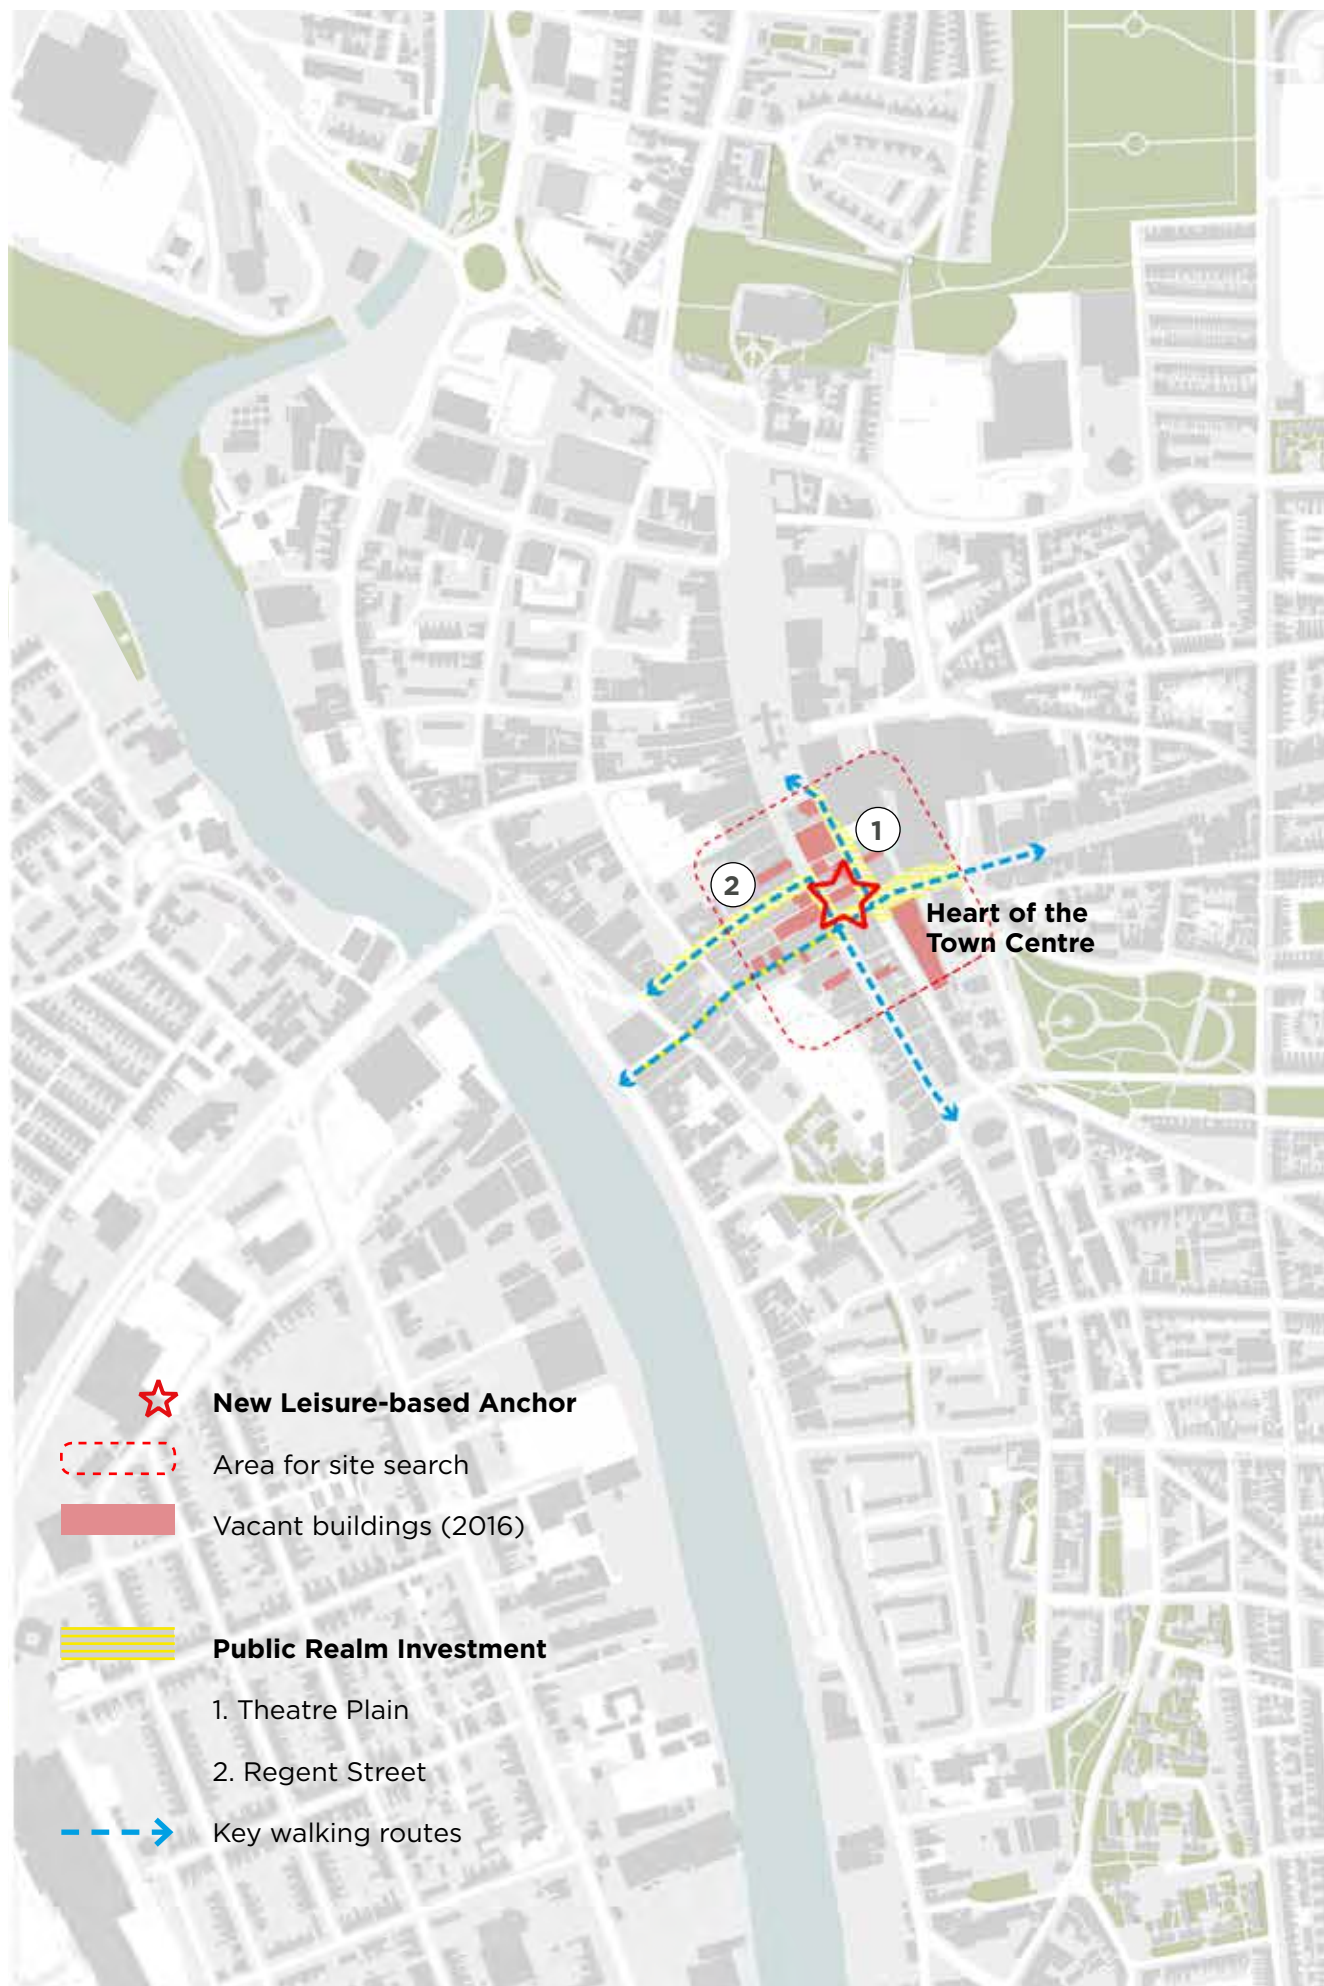 1
2
Heart of the
Town Centre
New Leisure-based Anchor
Area for site search
Vacant buildings (2016)
Public Realm Investment
1. Theatre Plain
2. Regent Street
Key walking routes